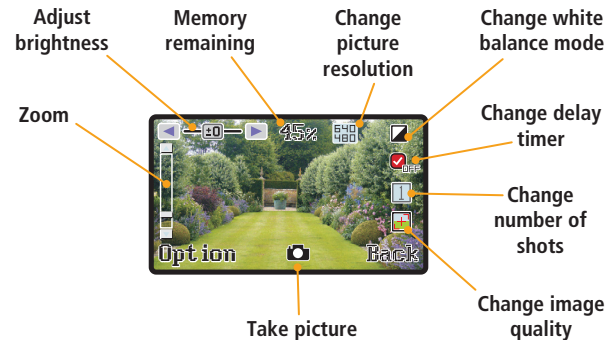 Adjust
brightness
Memory
remaining
Change
picture
resolution
Change white
balance mode
Zoom
±0
45%
640
480
Change delay
timer
OFF
1
Change
number of
shots
Option
Back
Change image
quality
Take picture